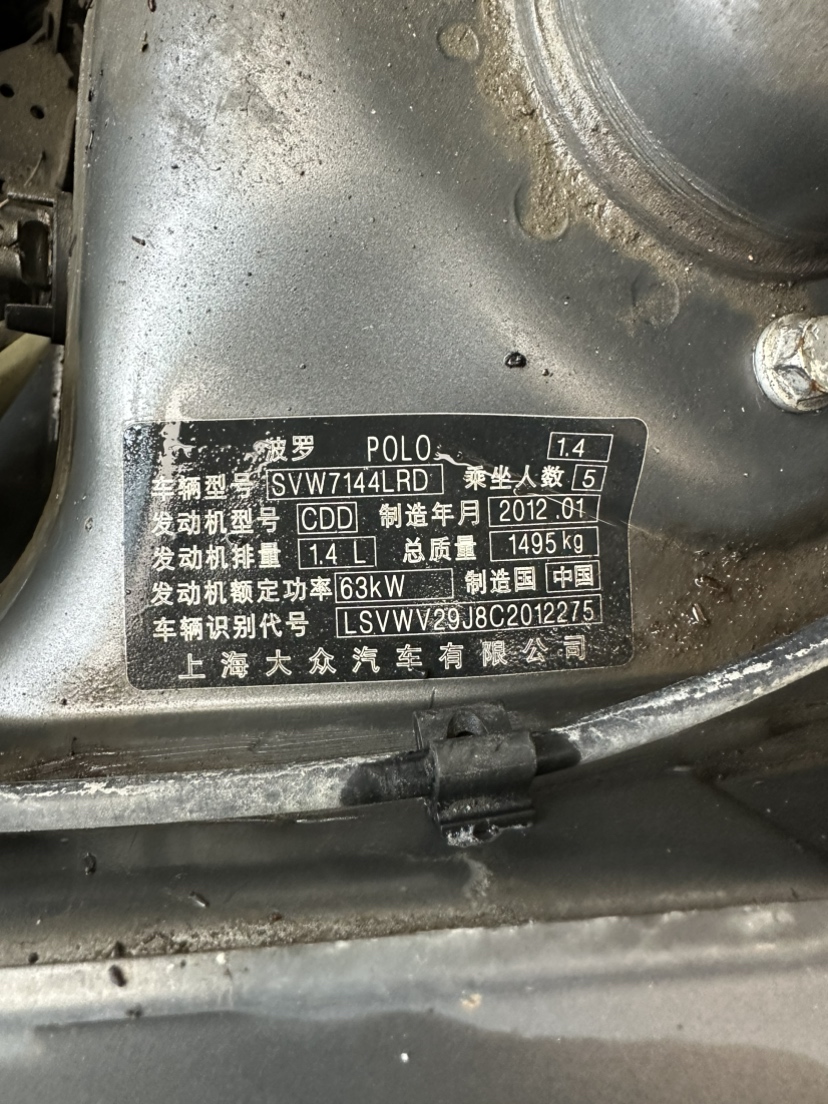 波罗 POLO 1.4
车辆型号 SVW7144LRD 乘坐人数 5
发动机型号 CDD 制造年月 2012.01
发动机排量 1.4 L 总质量 1495kg
发动机额定功率 63kW 制造国 中国
车辆识别代号 LSVWV29J8C2012275
上海大众汽车有限公司